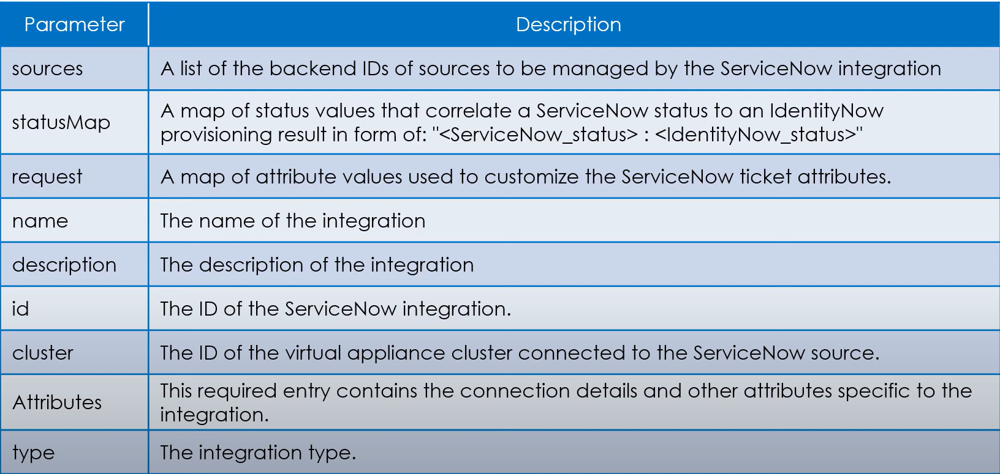 Parameter
Description
sources
A list of the backend IDs of sources to be managed by the ServiceNow integration
statusMap
A map of status values that correlate a ServiceNow status to an IdentityNow
provisioning result in form of: "<ServiceNow_status> : <IdentityNow_status>"
request
A map of attribute values used to customize the ServiceNow ticket attributes.
name
The name of the integration
description
The description of the integration
id
The ID of the ServiceNow integration.
cluster
The ID of the virtual appliance cluster connected to the ServiceNow source.
Attributes
This required entry contains the connection details and other attributes specific to the
integration.
type
The integration type.